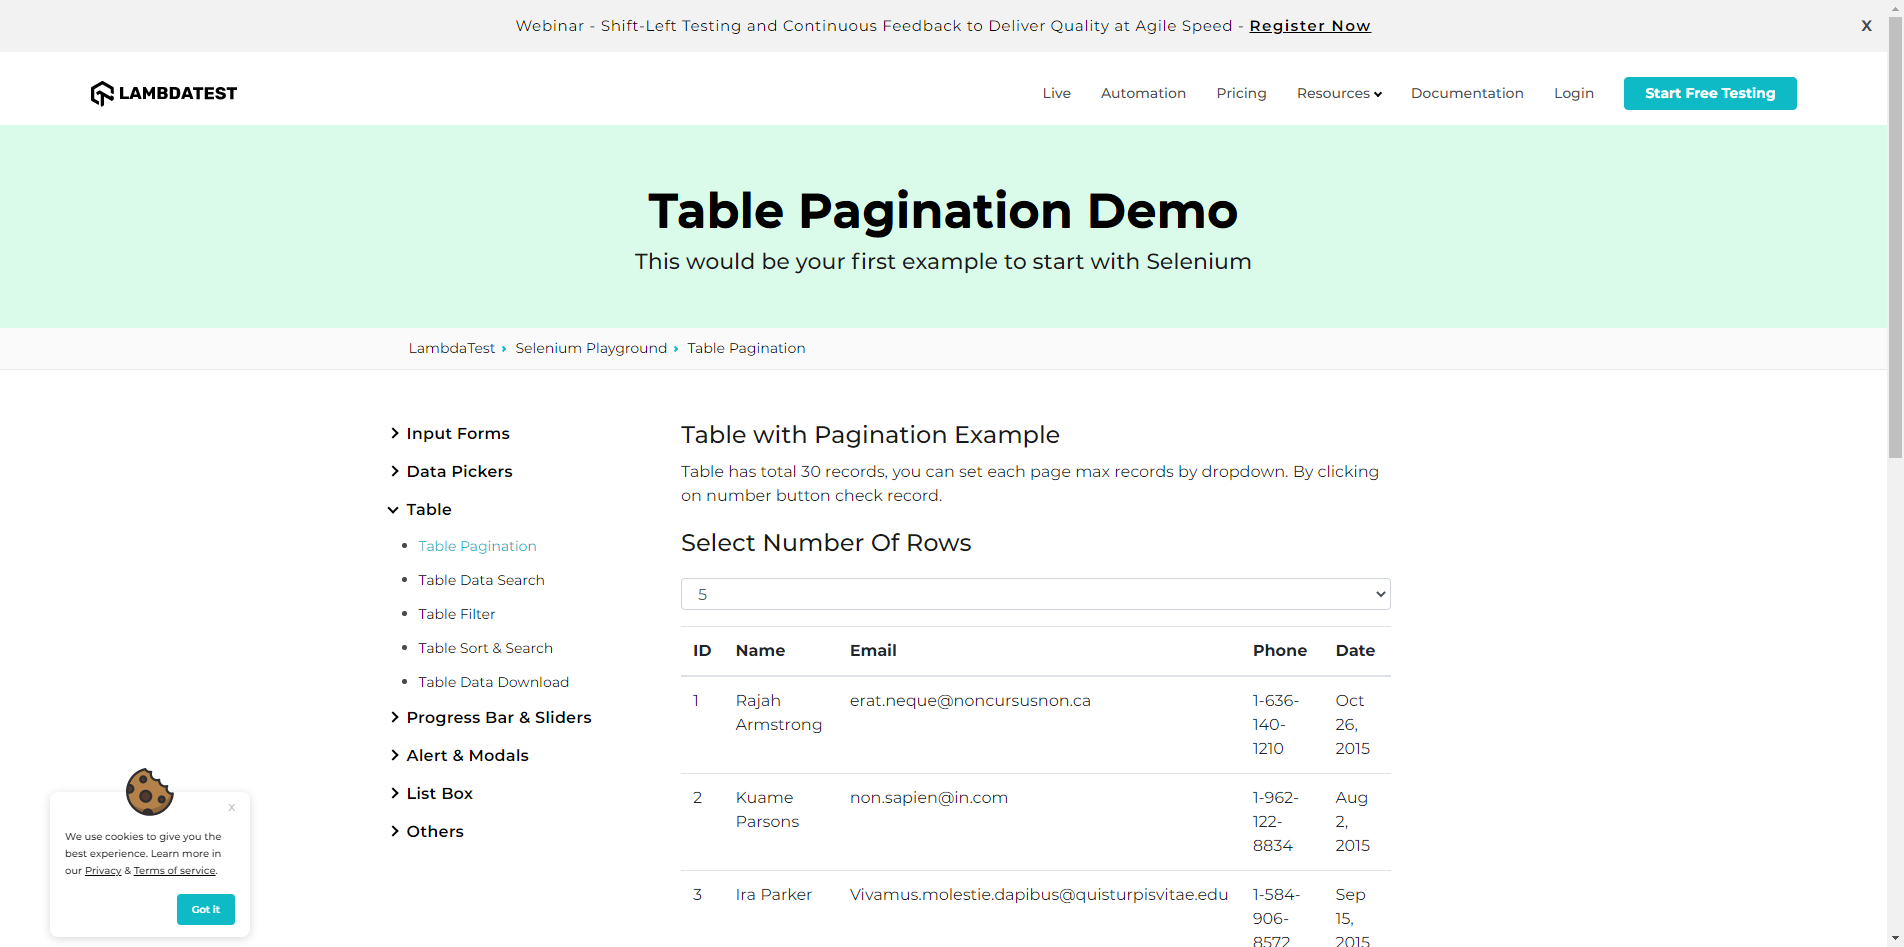 Webinar - Shift-Left Testing and Continuous Feedback to Deliver Quality at Agile Speed - Register Now
X
LAMBDATEST
Live Automation Pricing Resources Documentation Login Start Free Testing
Table Pagination Demo
This would be your first example to start with Selenium
LambdaTest › Selenium Playground › Table Pagination
Input Forms
Data Pickers
Table
Table Pagination
Table Data Search
Table Filter
Table Sort & Search
Table Data Download
Progress Bar & Sliders
Alert & Modals
List Box
Others
Table with Pagination Example
Table has total 30 records, you can set each page max records by dropdown. By clicking
on number button check record.
Select Number Of Rows
5
ID Name Email Phone Date
1 Rajah erat.neque@noncursusnon.ca 1-636- Oct
Armstrong 140- 26,
1210 2015
2 Kuame non.sapien@in.com 1-962- Aug
Parsons 122- 2,
8834 2015
3 Ira Parker Vivamus.molestie.dapibus@quisturpisvitae.edu 1-584- Sep
906- 15,
8572 2015
x
We use cookies to give you the
best experience. Learn more in
our Privacy & Terms of service.
Got it